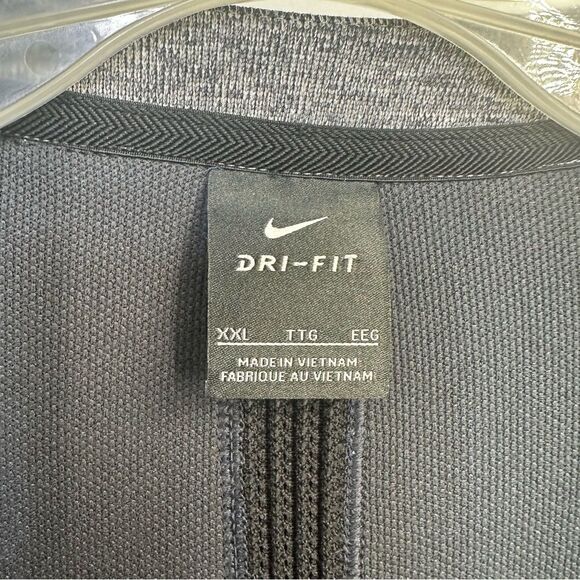 DRI-FIT
XXL TTG EEG
MADE IN VIETNAM
FABRIQUE AU VIETNAM